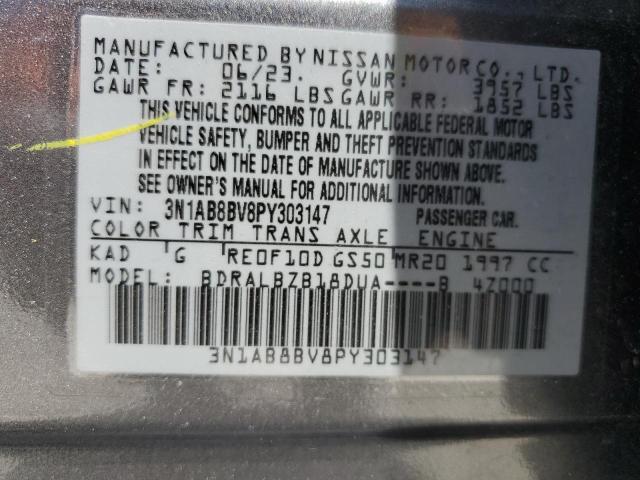 MANUFACTURED BY NISSAN MOTOR CO., LTD.
DATE: 06/23. GVWR: 3957 LBS
GAWR FR: 2116 LBS GAWR RR: 1852 LBS
THIS VEHICLE CONFORMS TO ALL APPLICABLE FEDERAL MOTOR
VEHICLE SAFETY, BUMPER AND THEFT PREVENTION STANDARDS
IN EFFECT ON THE DATE OF MANUFACTURE SHOWN ABOVE.
SEE OWNER'S MANUAL FOR ADDITIONAL INFORMATION.
VIN: 3N1AB8BV8PY303147 PASSENGER CAR.
COLOR TRIM TRANS AXLE ENGINE
KAD G RE0F10D GS50 MR20 1997 CC
MODEL: BDRALBZB18DUA----B 4Z000
3N1AB8BV8PY303147